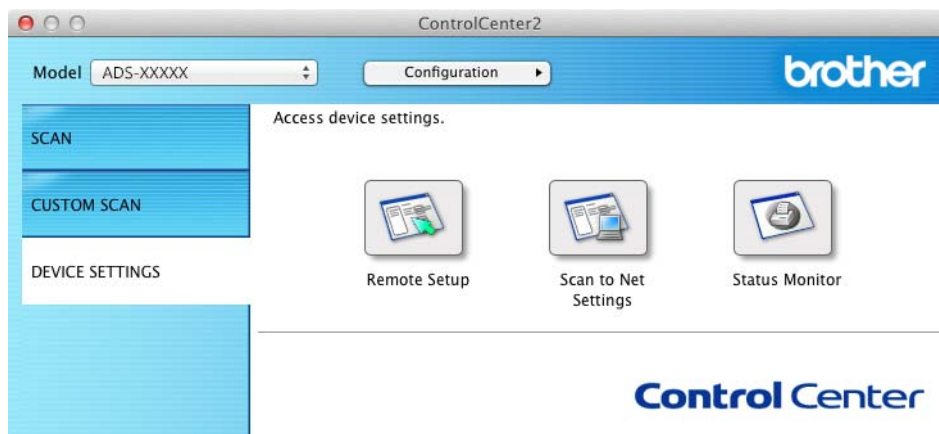 ControlCenter2
Model ADS-XXXXX Configuration brother
SCAN
CUSTOM SCAN
DEVICE SETTINGS
Access device settings.
Remote Setup
Scan to Net
Settings
Status Monitor
Control Center